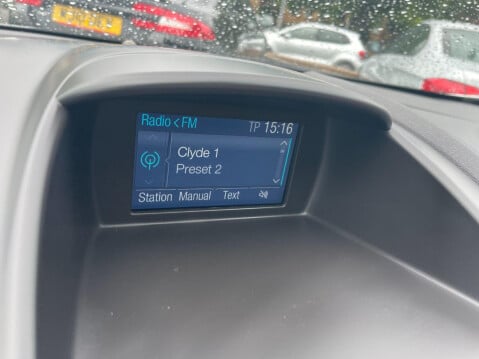 Radio < FM TP 15:16
Clyde 1
Preset 2
Station Manual Text